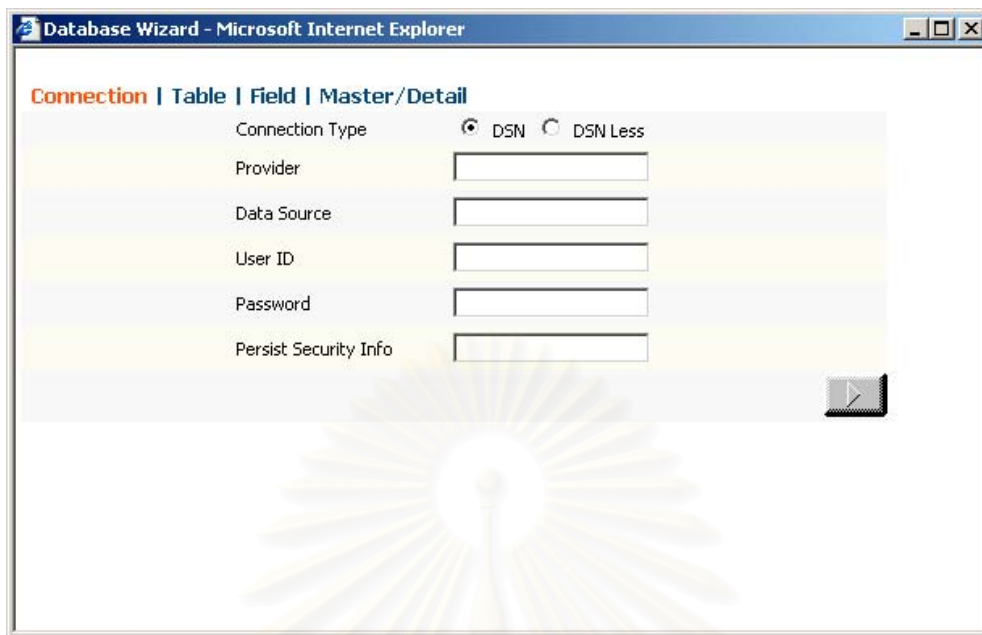 Database Wizard - Microsoft Internet Explorer
Connection | Table | Field | Master/Detail
Connection Type DSN DSN Less
Provider
Data Source
User ID
Password
Persist Security Info